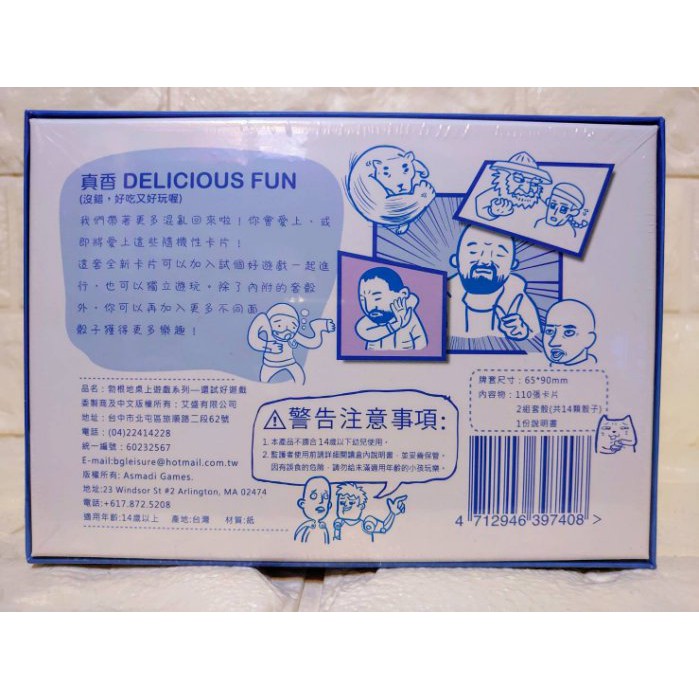 真香 DELICIOUS FUN
(沒錯，好吃又好玩喔)
我們帶著更多混亂回來啦！你會愛上、或
即將愛上這些隨機性卡片！
這套全新卡片可以加入試個好遊戲一起進
行，也可以獨立遊玩。除了內附的套骰
外，你可以再加入更多不同面
骰子獲得更多樂趣！
品名：勃根地桌上遊戲系列—還試好遊戲
委製商及中文版權所有：艾盛有限公司
地址：台中市北屯區旅順路二段62號
電話：(04)22414228
統一編號：60232567
E-mail:bgleisure@hotmail.com.tw
版權所有: Asmadi Games.
地址:23 Windsor St #2 Arlington, MA 02474
電話:+617.872.5208
適用年齡:14歲以上 產地:台灣 材質:紙
警告注意事項:
1.本產品不適合14歲以下幼兒使用。
2.監護者使用前請詳細閱讀盒內說明書，並妥善保管。
因有誤食的危險，請勿給未滿適用年齡的小孩玩樂。
牌套尺寸：65*90mm
內容物：110張卡片
2組套骰(共14顆骰子)
1份說明書
4 712946 397408 >